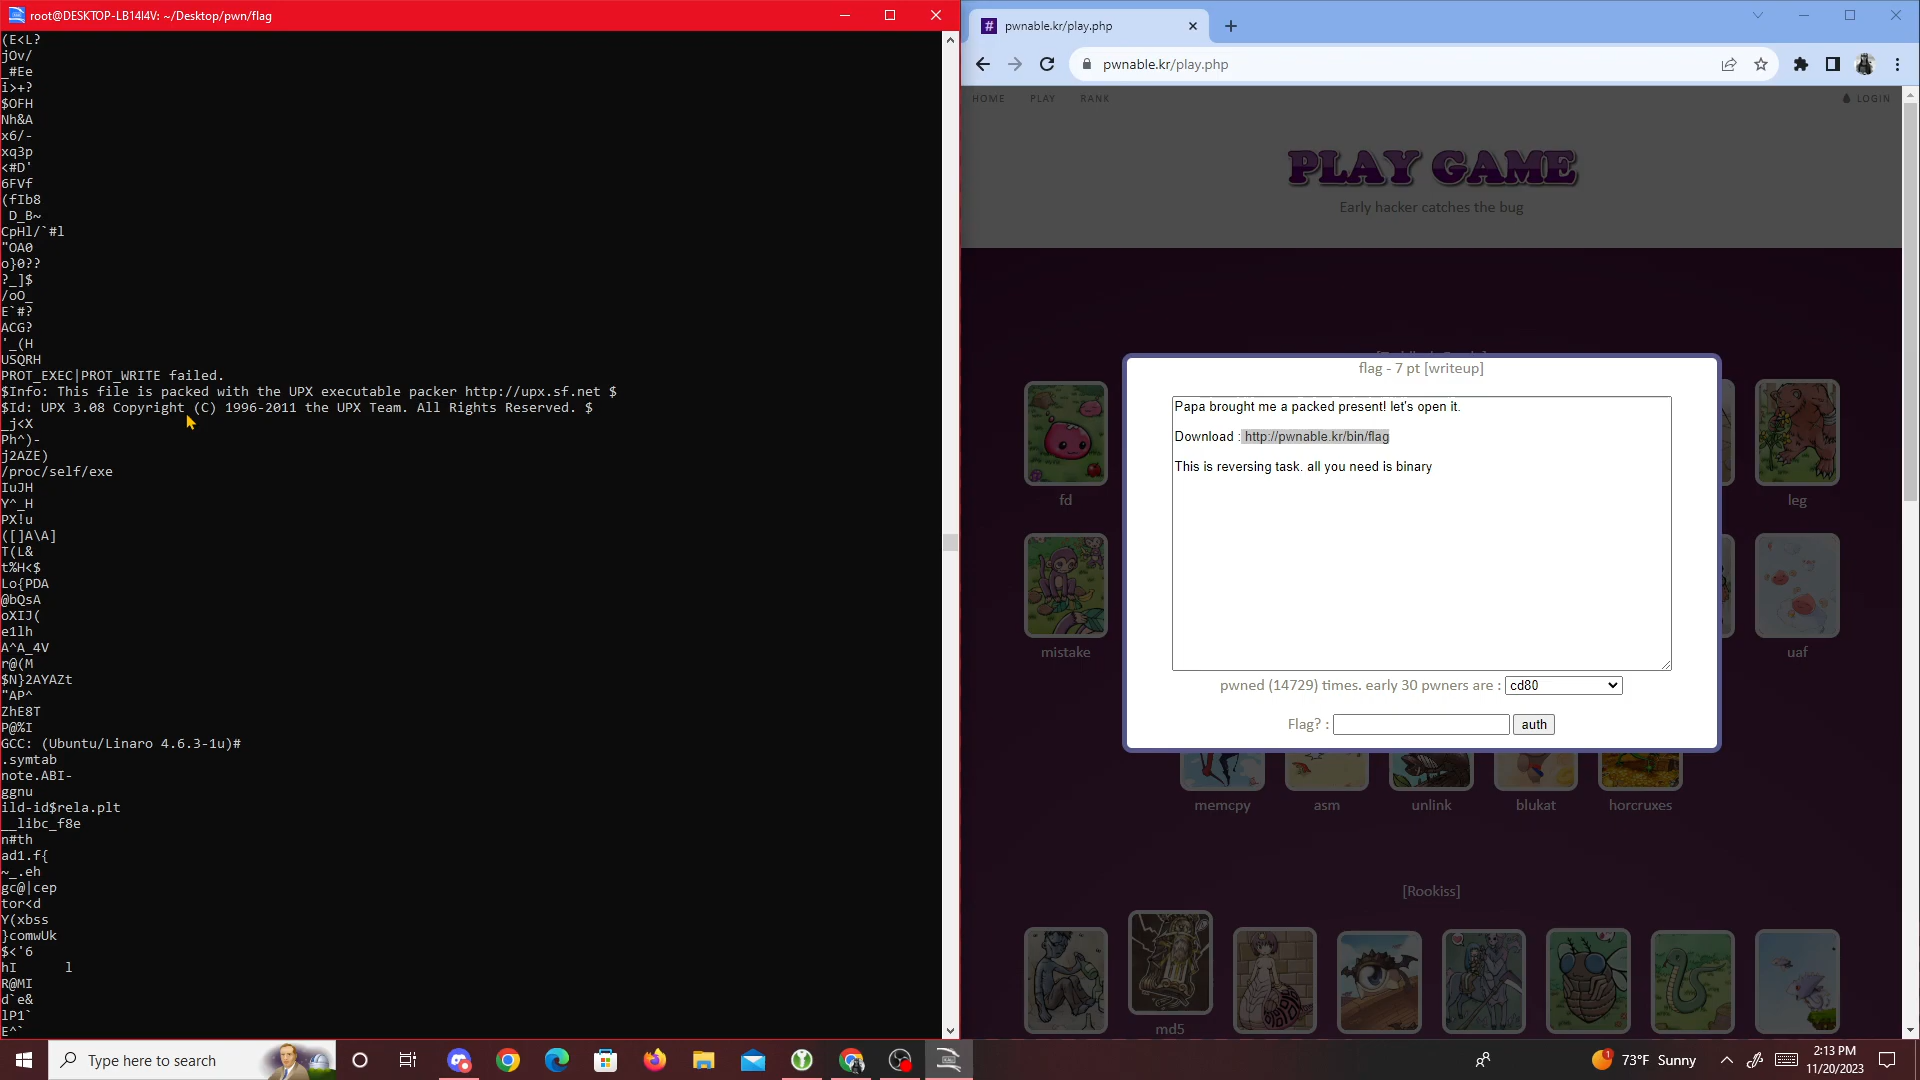 root@DESKTOP-LB14I4V: ~/Desktop/pwn/flag
(E<L?
jOv/
_#Ee
i>+?
$OFH
Nh&A
x6/-
xq3p
<#D'
6FVf
(fIb8
D_B~
CpHl/`#l
"OA0
o}0??
?_]$
/oO_
E`#?
ACG?
'_(H
USQRH
PROT_EXEC|PROT_WRITE failed.
$Info: This file is packed with the UPX executable packer http://upx.sf.net $
$Id: UPX 3.08 Copyright (C) 1996-2011 the UPX Team. All Rights Reserved. $
_j<X
Ph^)-
j2AZE)
/proc/self/exe
IuJH
Y^_H
PX!u
([]A\A]
T(L&
t%H<$
Lo{PDA
@bQsA
oXIJ(
e1lh
A^A_4V
r@(M
$N}2AYAZt
"AP^
ZhE8T
P@%I
GCC: (Ubuntu/Linaro 4.6.3-1u)#
.symtab
note.ABI-
ggnu
ild-id$rela.plt
__libc_f8e
n#th
ad1.f{
~_.eh
gc@|cep
tor<d
Y(xbss
}comwUk
$<'6
hI l
R@MI
d`e&
lP1`
E^`
pwnable.kr/play.php
pwnable.kr/play.php
HOME PLAY RANK LOGIN
PLAY GAME
Early hacker catches the bug
flag - 7 pt [writeup]
Papa brought me a packed present! let's open it.
Download : http://pwnable.kr/bin/flag
This is reversing task. all you need is binary
pwned (14729) times. early 30 pwners are : cd80
Flag? : auth
fd
leg
mistake
uaf
memcpy
asm
unlink
blukat
horcruxes
[Rookiss]
md5
Type here to search
1
73°F Sunny
2:13 PM
11/20/2023